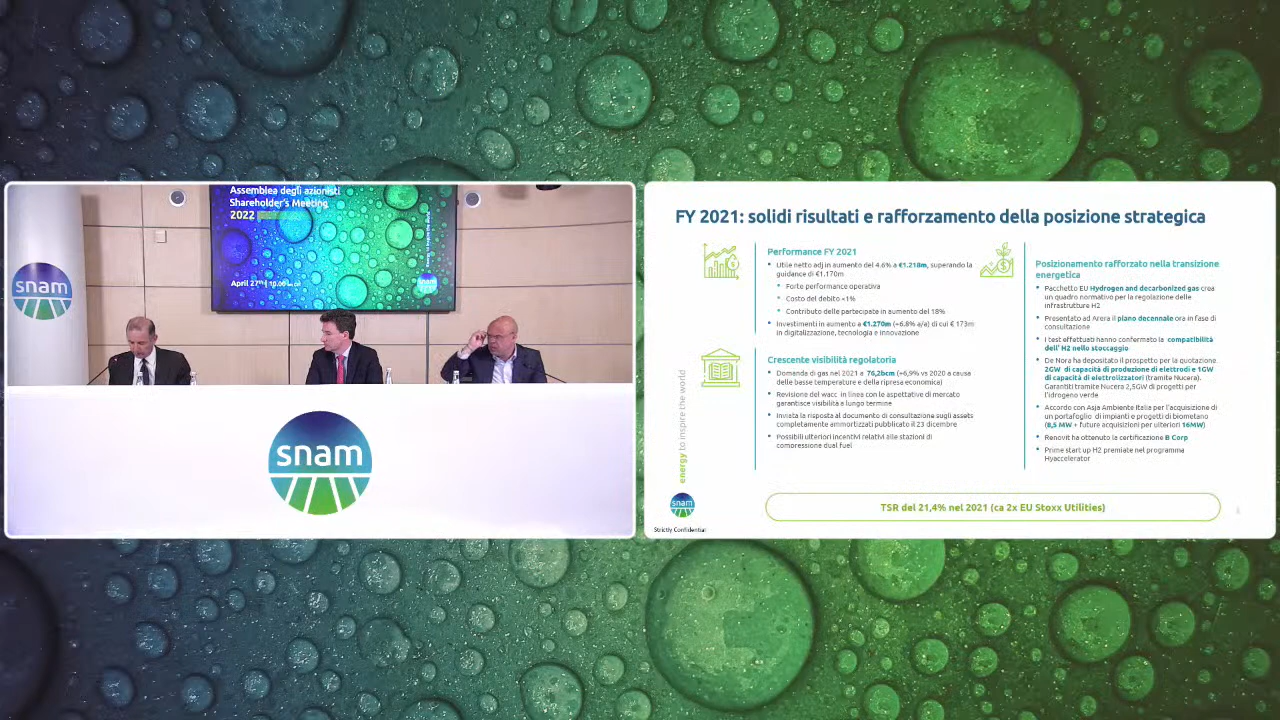 Assemblea degli azionisti
Shareholder's Meeting
2022
April 27th | 10.00
snam
snam
snam
FY 2021: solidi risultati e rafforzamento della posizione strategica
Performance FY 2021
Utile netto adj in aumento del 4.6% a €1.218m, superando la
guidance di €1,170m
Forte performance operativa
Costo del debito <1%
Contributo delle partecipate in aumento del 18%
Investimenti in aumento a €1.270m (+6.8% a/a) di cui € 173m
in digitalizzazione, tecnologia e innovazione
Crescente visibilità regolatoria
Domanda di gas nel 2021 a 76,2bcm (+6,9% vs 2020 a causa
delle basse temperature e della ripresa economica)
Revisione del wacc in linea con le aspettative di mercato
garantisce visibilità a lungo termine
Inviata la risposta al documento di consultazione sugli assets
completamente ammortizzati pubblicato il 23 dicembre
Possibili ulteriori incentivi relativi alle stazioni di
compressione dual fuel
Posizionamento rafforzato nella transizione
energetica
Pacchetto EU Hydrogen and decarbonized gas crea
un quadro normativo per la regolazione delle
infrastrutture H2
Presentato ad Arera il piano decennale ora in fase di
consultazione
I test effettuati hanno confermato la compatibilità
dell' H2 nello stoccaggio
De Nora ha depositato il prospetto per la quotazione.
2GW di capacità di produzione di elettrodi e 1GW
di capacità di elettrolizzatori (tramite Nucera).
Garantiti tramite Nucera 2,5GW di progetti per
l'idrogeno verde
Accordo con Asja Ambiente Italia per l'acquisizione di
un portafoglio di impianti e progetti di biometano
(8,5 MW + future acquisizioni per ulteriori 16MW)
Renovit ha ottenuto la certificazione B Corp
Prime start up H2 premiate nel programma
Hyaccelerator
energy to inspire the world
snam
Strictly Confidential
TSR del 21,4% nel 2021 (ca 2x EU Stoxx Utilities)